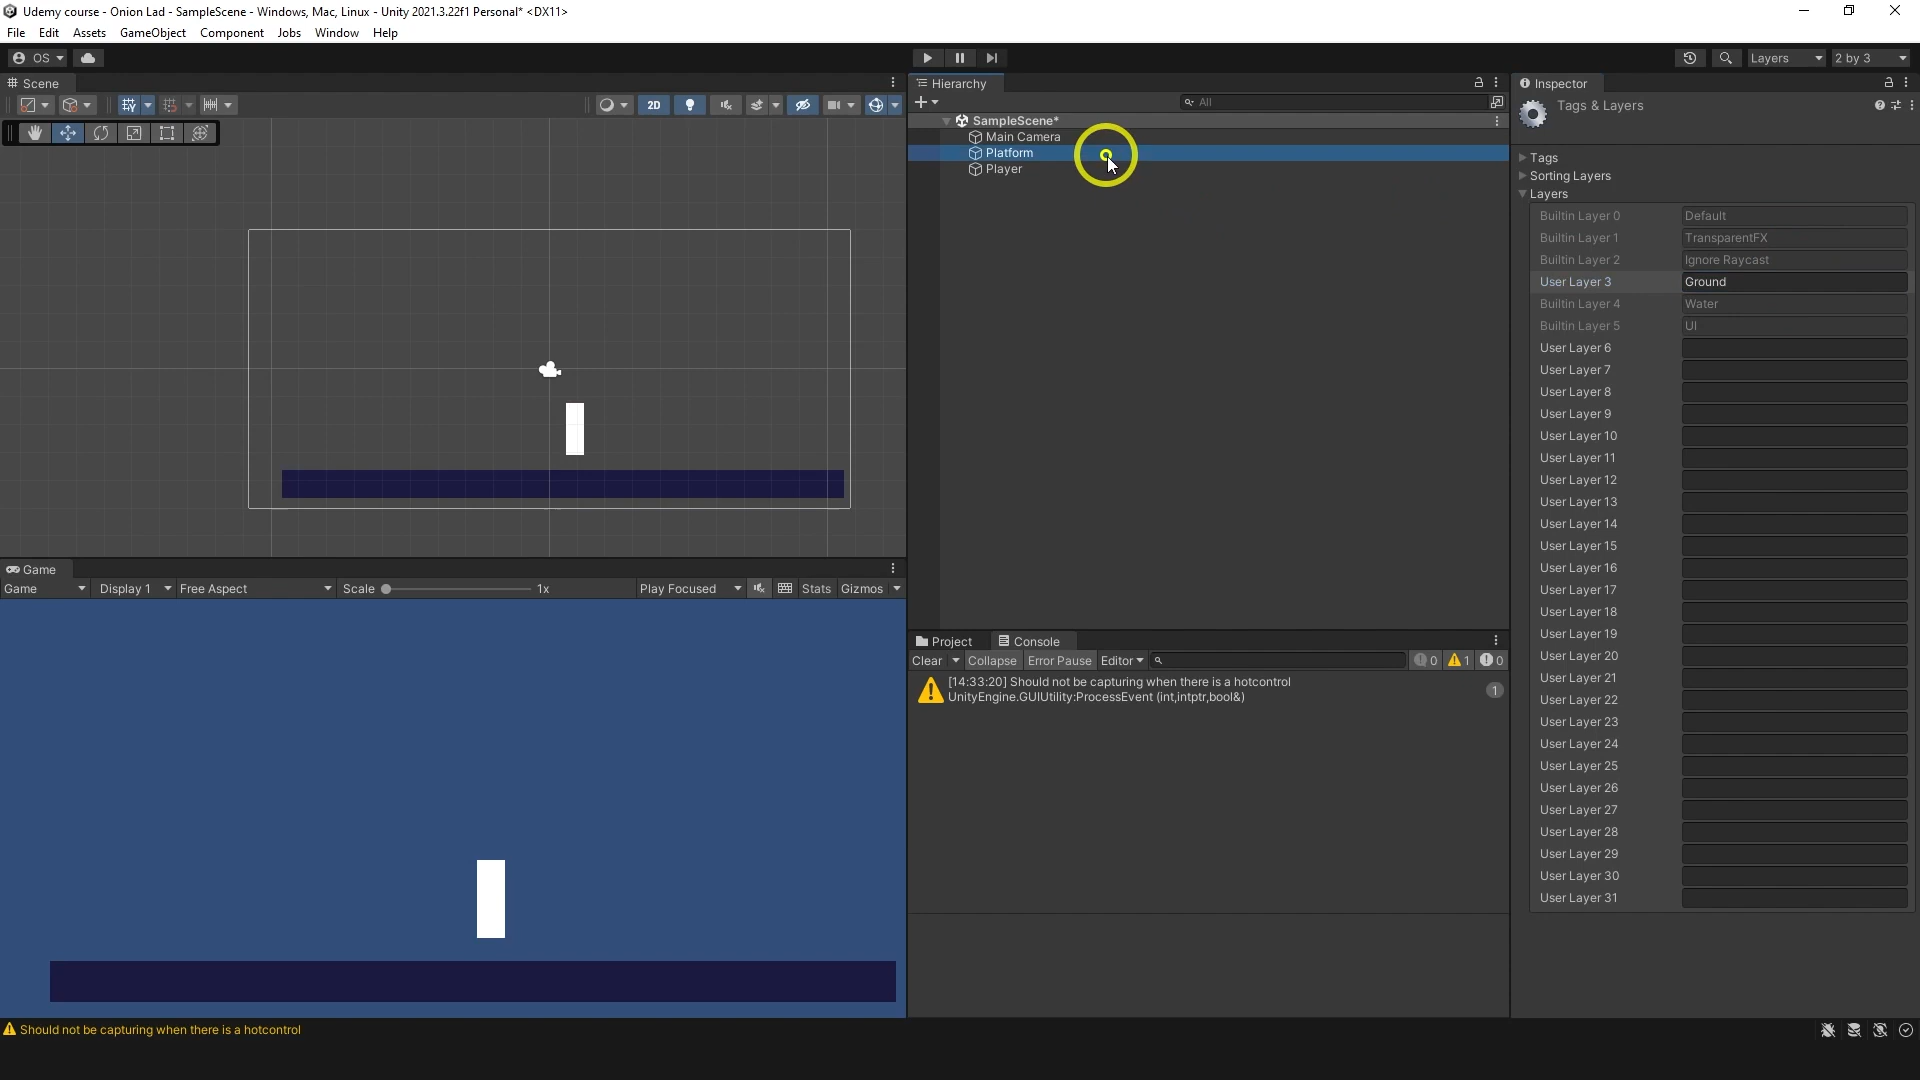 Udemy course - Onion Lad - SampleScene - Windows, Mac, Linux - Unity 2021.3.22f1 Personal* <DX11>
File Edit Assets GameObject Component Jobs Window Help
OS Layers 2 by 3
Scene
2D
Hierarchy
All
SampleScene*
Main Camera
Platform
Player
Inspector
Tags & Layers
Tags
Sorting Layers
Layers
Builtin Layer 0 Default
Builtin Layer 1 TransparentFX
Builtin Layer 2 Ignore Raycast
User Layer 3 Ground
Builtin Layer 4 Water
Builtin Layer 5 UI
User Layer 6
User Layer 7
User Layer 8
User Layer 9
User Layer 10
User Layer 11
User Layer 12
User Layer 13
User Layer 14
User Layer 15
User Layer 16
User Layer 17
User Layer 18
User Layer 19
User Layer 20
User Layer 21
User Layer 22
User Layer 23
User Layer 24
User Layer 25
User Layer 26
User Layer 27
User Layer 28
User Layer 29
User Layer 30
User Layer 31
Game
Game Display 1 Free Aspect Scale 1x Play Focused Stats Gizmos
Project Console
Clear Collapse Error Pause Editor 0 1 0
[14:33:20] Should not be capturing when there is a hotcontrol
UnityEngine.GUIUtility:ProcessEvent (int,intptr,bool&)
1
Should not be capturing when there is a hotcontrol